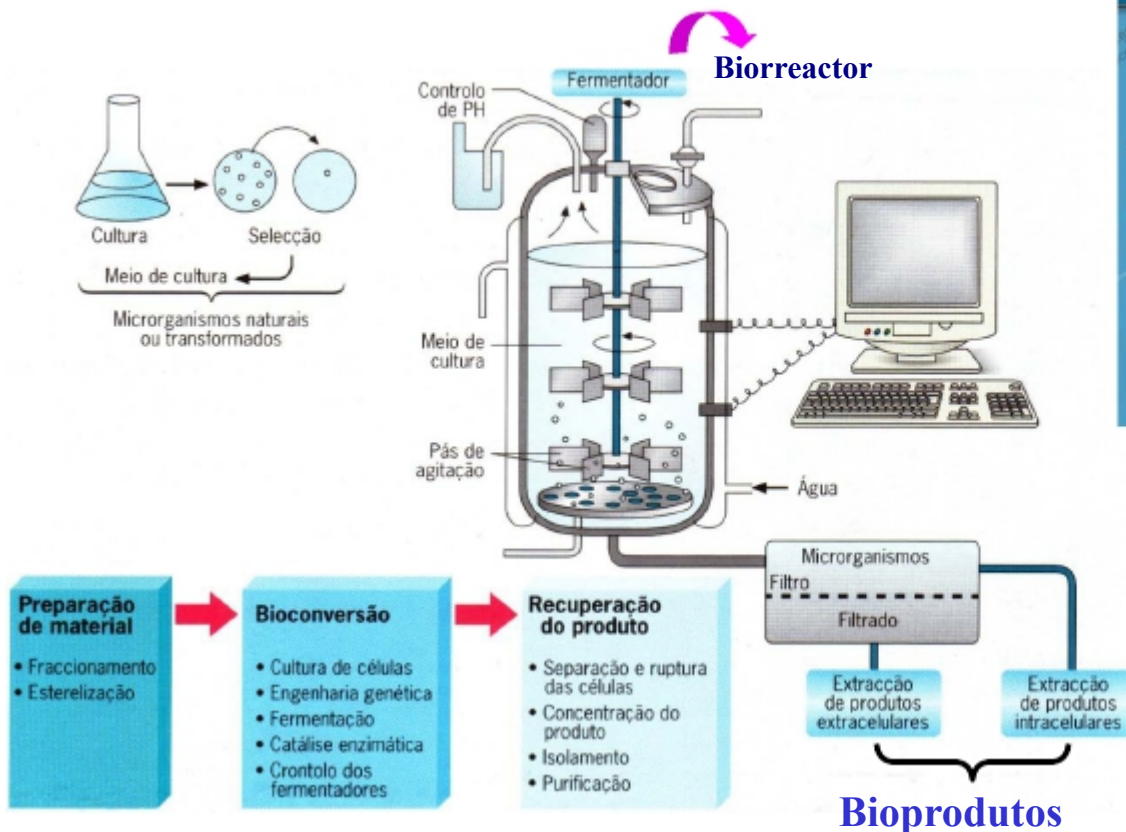 Biorreactor
Fermentador
Controlo
de PH
Cultura
Selecção
Meio de cultura
Microrganismos naturais
ou transformados
Meio de
cultura
Pás de
agitação
Água
Microrganismos
Filtro
Filtrado
Extracção
de produtos
extracelulares
Extracção
de produtos
intracelulares
Bioprodutos
Preparação
de material
• Fraccionamento
• Esterelização
Bioconversão
• Cultura de células
• Engenharia genética
• Fermentação
• Catálise enzimática
• Crontolo dos
fermentadores
Recuperação
do produto
• Separação e ruptura
das células
• Concentração do
produto
• Isolamento
• Purificação